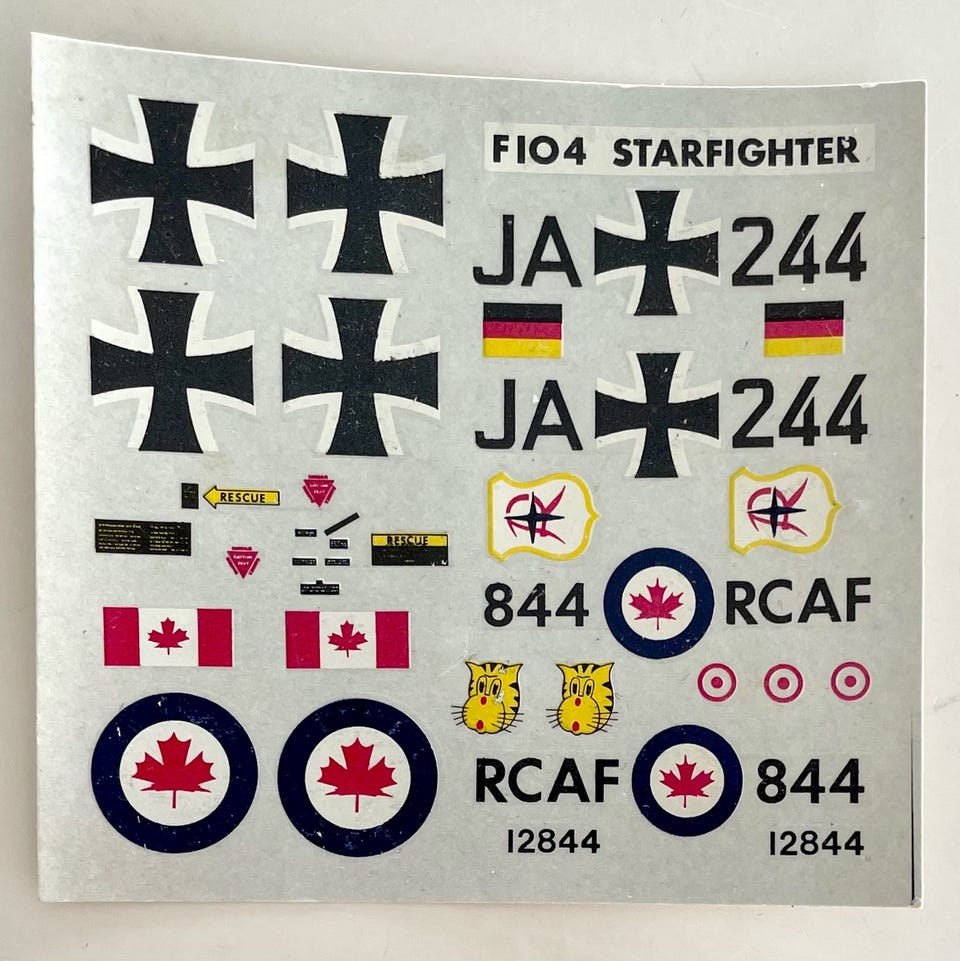 F104 STARFIGHTER
JA 244
JA 244
RESCUE
RESCUE
844 RCAF
RCAF 844
12844 12844